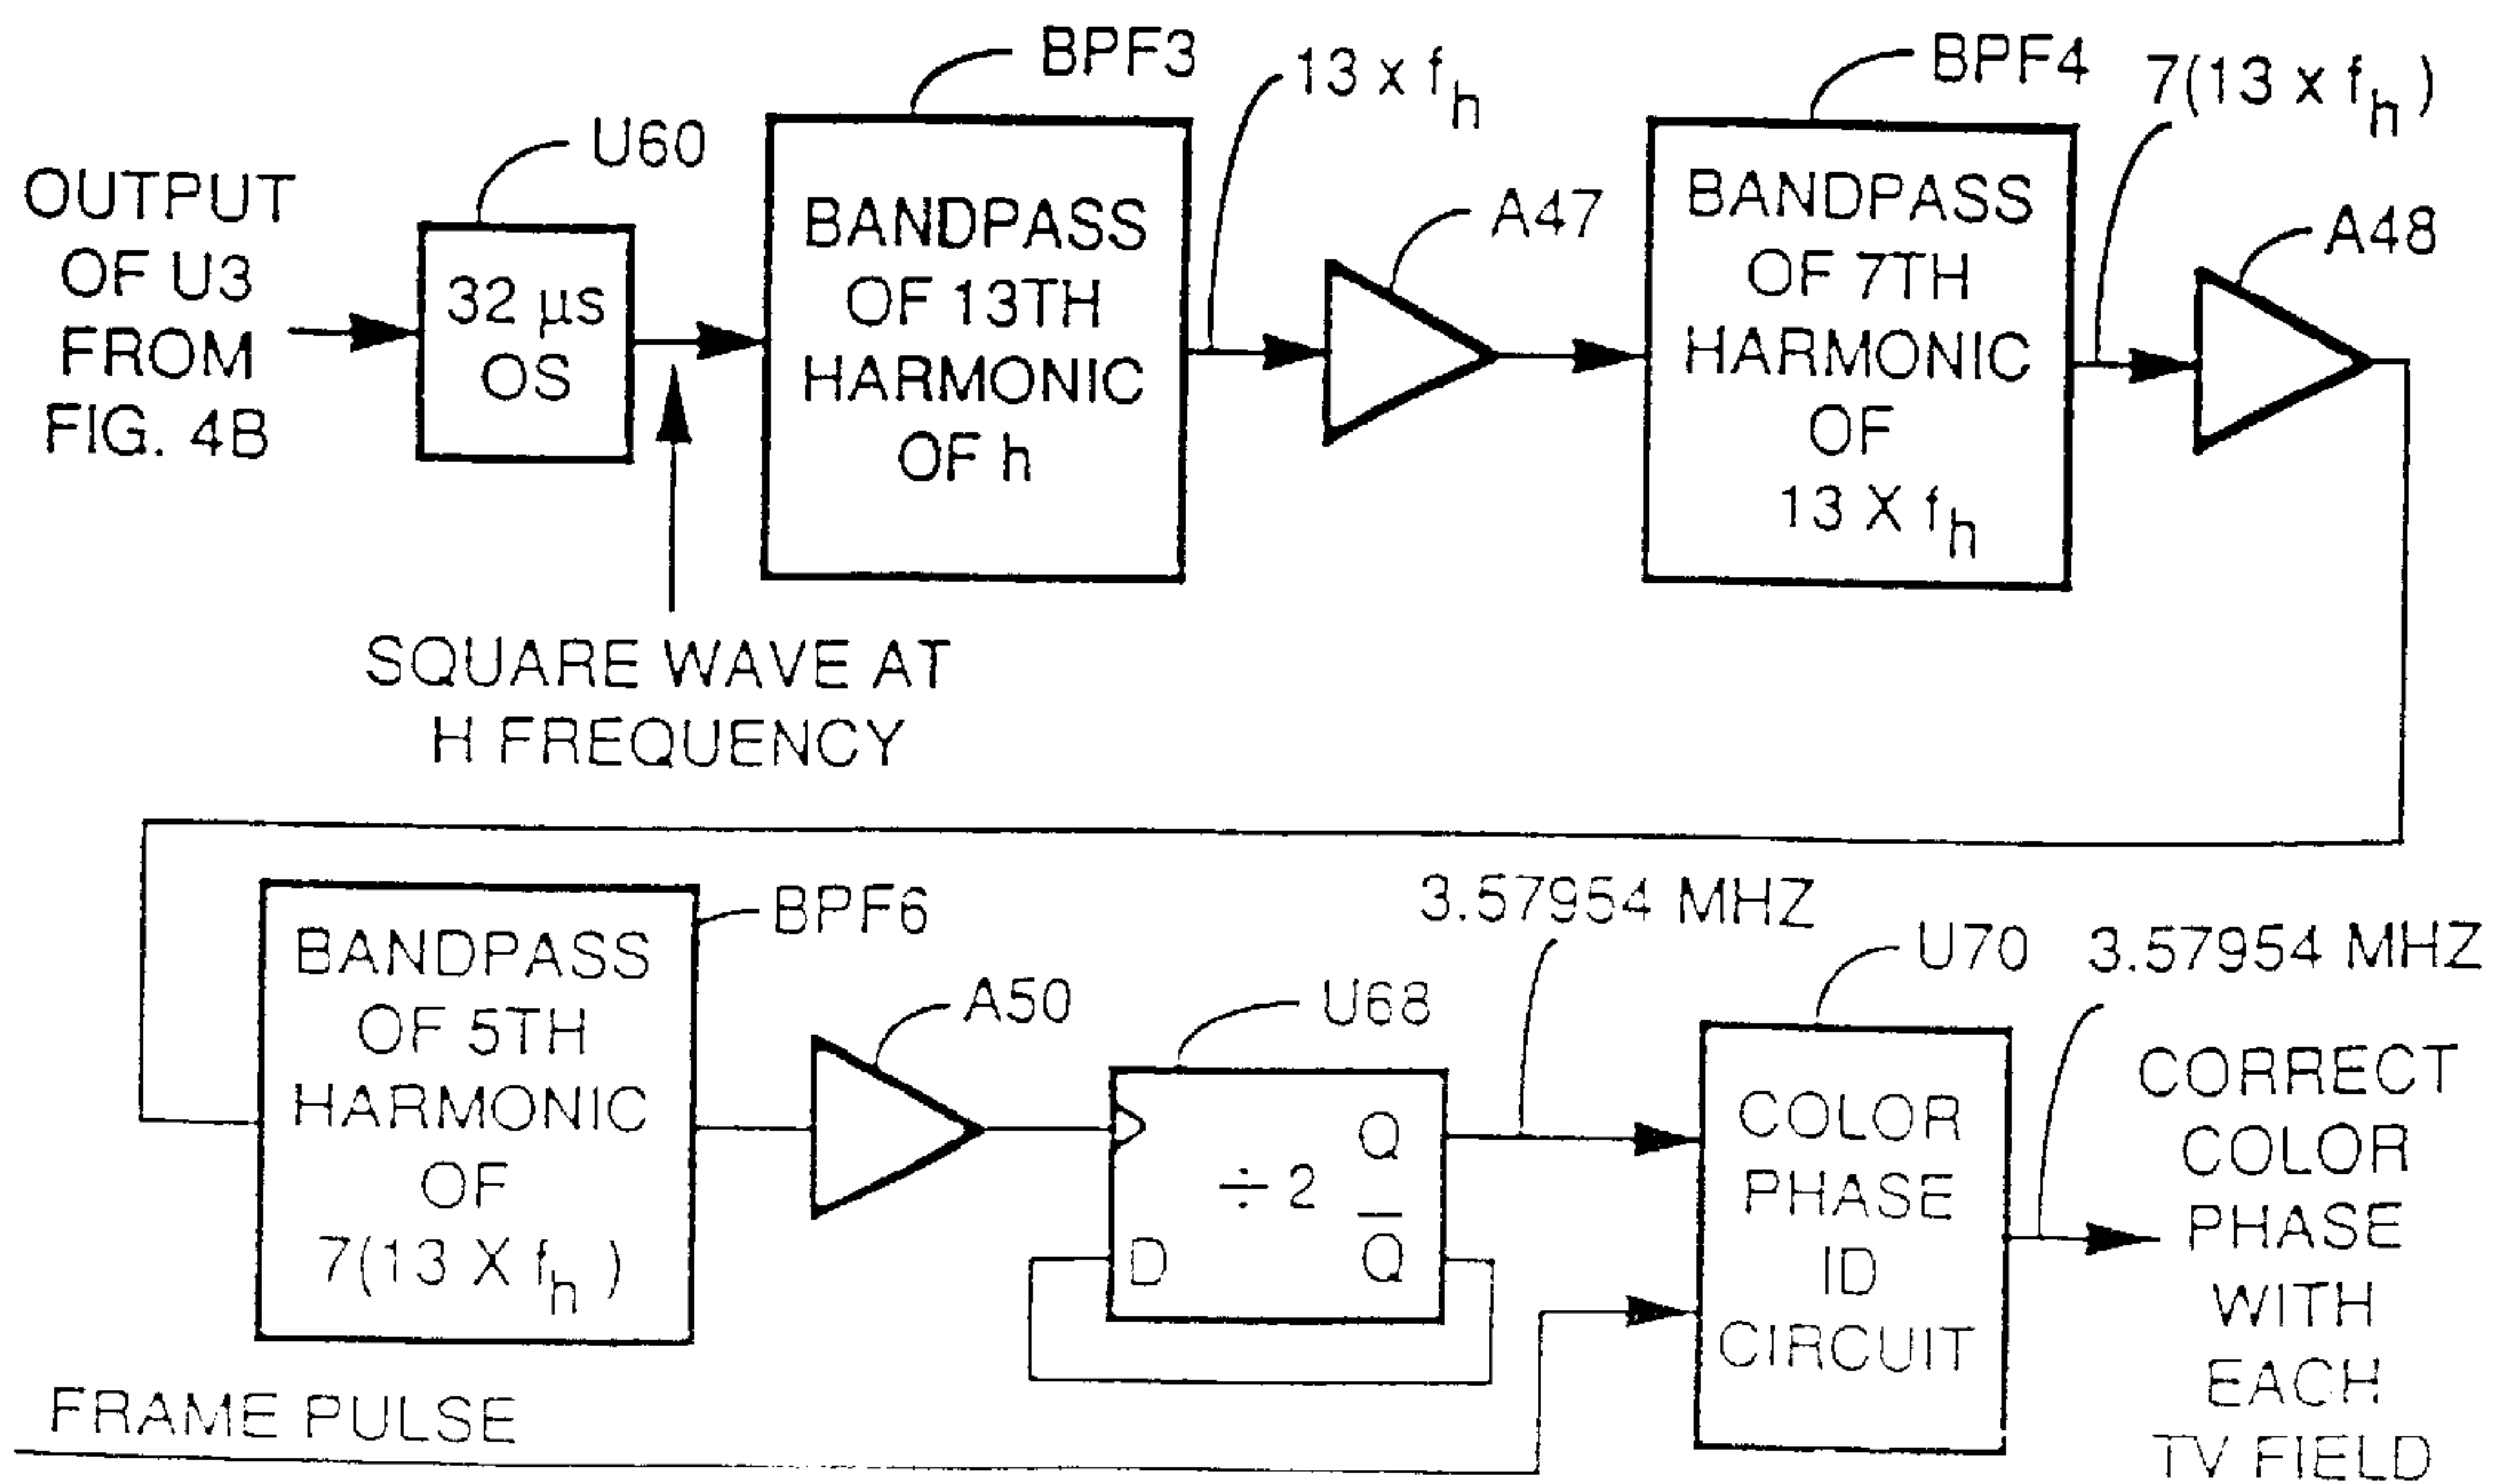 OUTPUT
OF U3
FROM
FIG. 4B
U60
32 µs
OS
SQUARE WAVE AT
H FREQUENCY
BPF3
BANDPASS
OF 13TH
HARMONIC
OF h
13 x fh
A47
BPF4
BANDPASS
OF 7TH
HARMONIC
OF
13 X fh
7(13 x fh )
A48
BPF6
BANDPASS
OF 5TH
HARMONIC
OF
7(13 X fh )
A50
U68
÷ 2
Q
D
Q̅
3.57954 MHZ
U70
COLOR
PHASE
ID
CIRCUIT
3.57954 MHZ
CORRECT
COLOR
PHASE
WITH
EACH
TV FIELD
FRAME PULSE